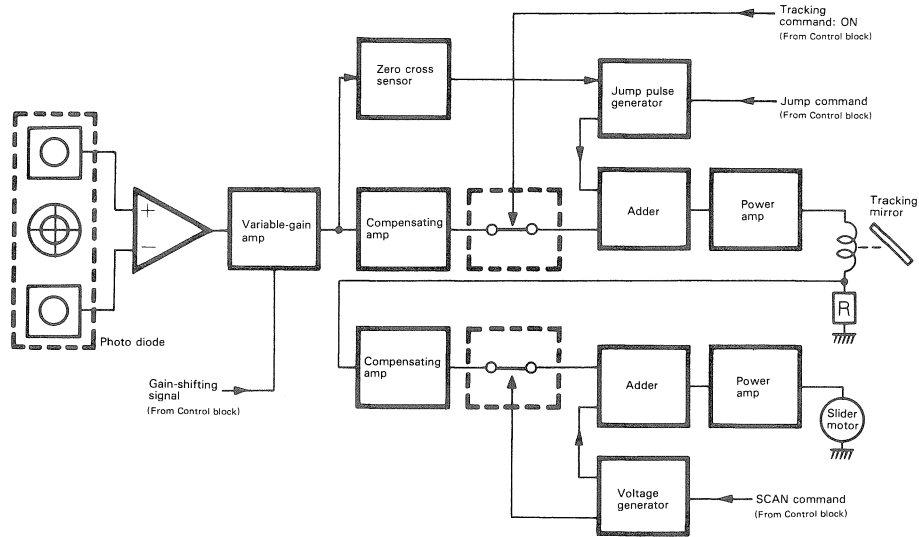 Tracking
command: ON
(From Control block)
Zero cross
sensor
Jump pulse
generator
Jump command
(From Control block)
+
−
Variable-gain
amp
Compensating
amp
Adder
Power
amp
Tracking
mirror
R
Photo diode
Gain-shifting
signal
(From Control block)
Compensating
amp
Adder
Power
amp
Slider
motor
Voltage
generator
SCAN command
(From Control block)